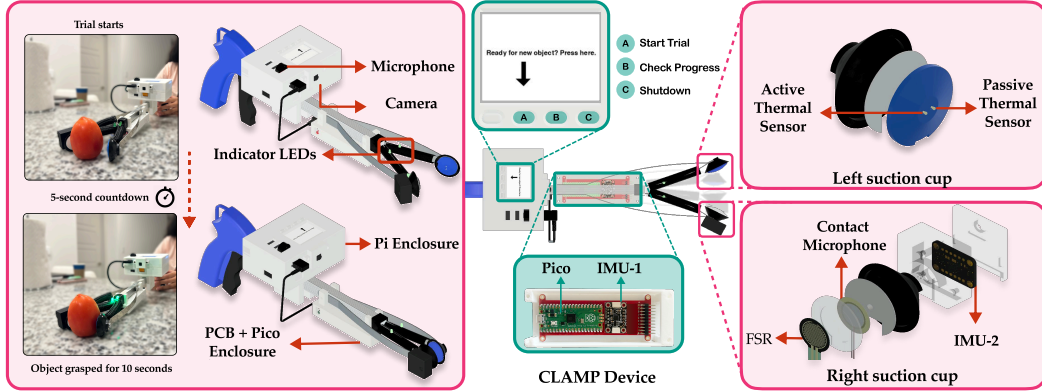 Trial starts
5-second countdown
Object grasped for 10 seconds
Microphone
Camera
Indicator LEDs
Pi Enclosure
PCB + Pico
Enclosure
Ready for new object? Press here.
A Start Trial
B Check Progress
C Shutdown
A B C
Pico
IMU-1
CLAMP Device
Active
Thermal
Sensor
Passive
Thermal
Sensor
Left suction cup
Contact
Microphone
FSR
IMU-2
Right suction cup